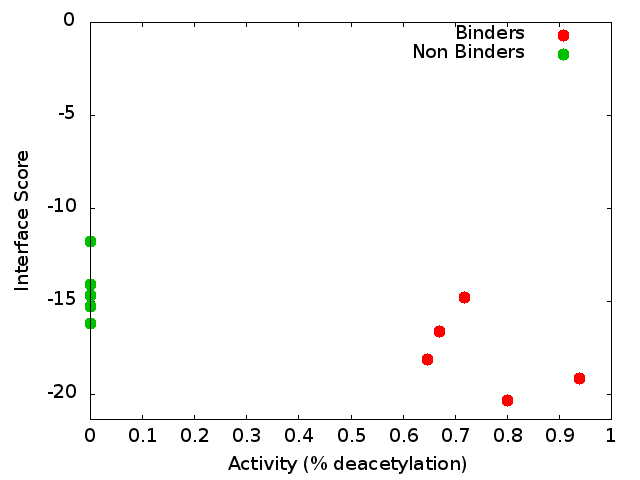 0
Binders
Non Binders
-5
-10
-15
-20
Interface Score
0 0.1 0.2 0.3 0.4 0.5 0.6 0.7 0.8 0.9 1
Activity (% deacetylation)